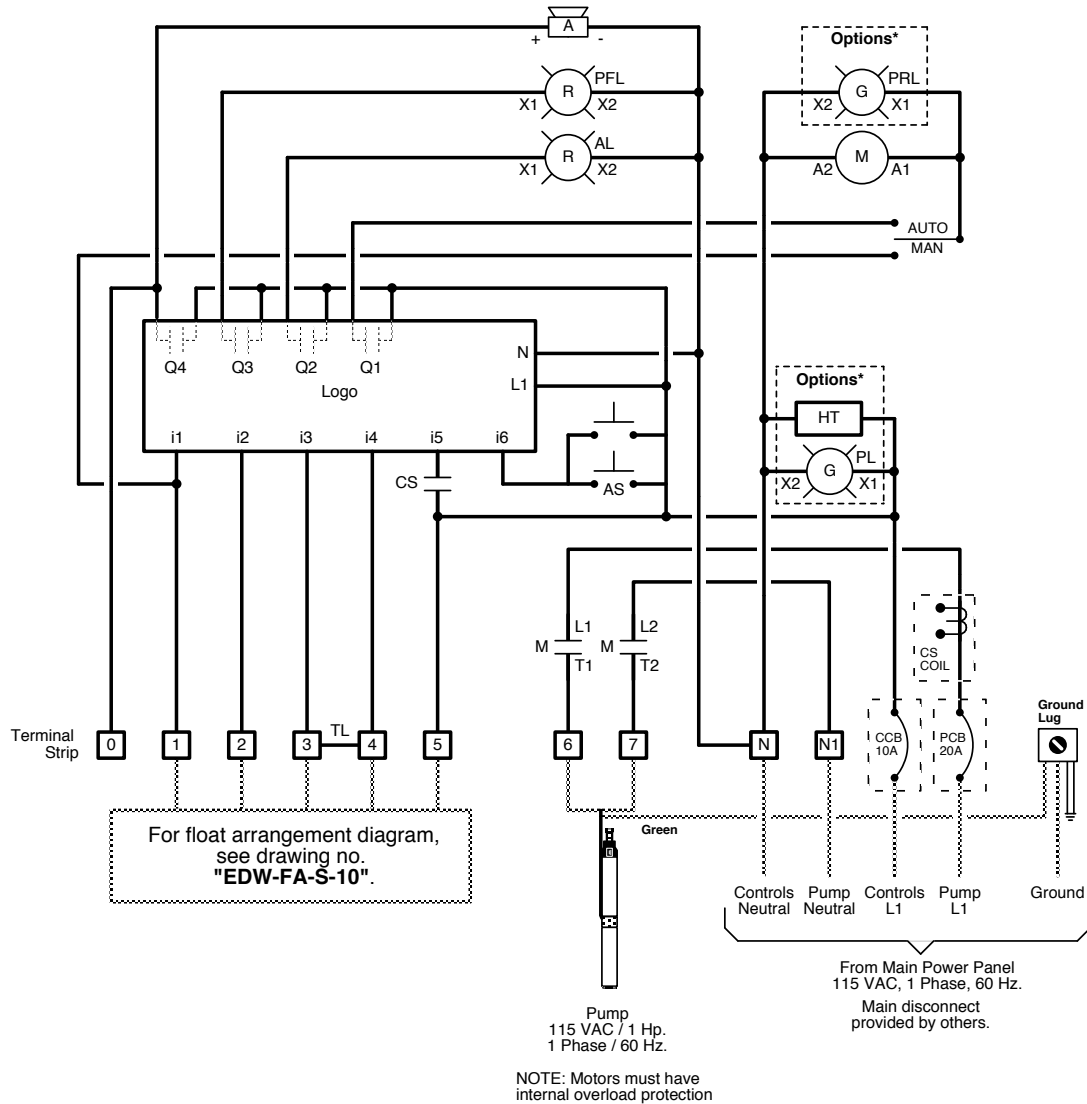 A
+ -
Options*
PFL
R
X1 X2
PRL
G
X2 X1
AL
R
X1 X2
M
A2 A1
AUTO
MAN
Q4 Q3 Q2 Q1
N
Logo
L1
Options*
HT
i1 i2 i3 i4 i5 i6
PL
G
X2 X1
CS
AS
L1 L2
M M
T1 T2
CS
COIL
Ground
Lug
Terminal
Strip
0 1 2 3 TL 4 5 6 7 N N1
CCB
10A
PCB
20A
Green
For float arrangement diagram,
see drawing no.
"EDW-FA-S-10".
Controls
Neutral
Pump
Neutral
Controls
L1
Pump
L1
Ground
From Main Power Panel
115 VAC, 1 Phase, 60 Hz.
Main disconnect
provided by others.
Pump
115 VAC / 1 Hp.
1 Phase / 60 Hz.
NOTE: Motors must have
internal overload protection